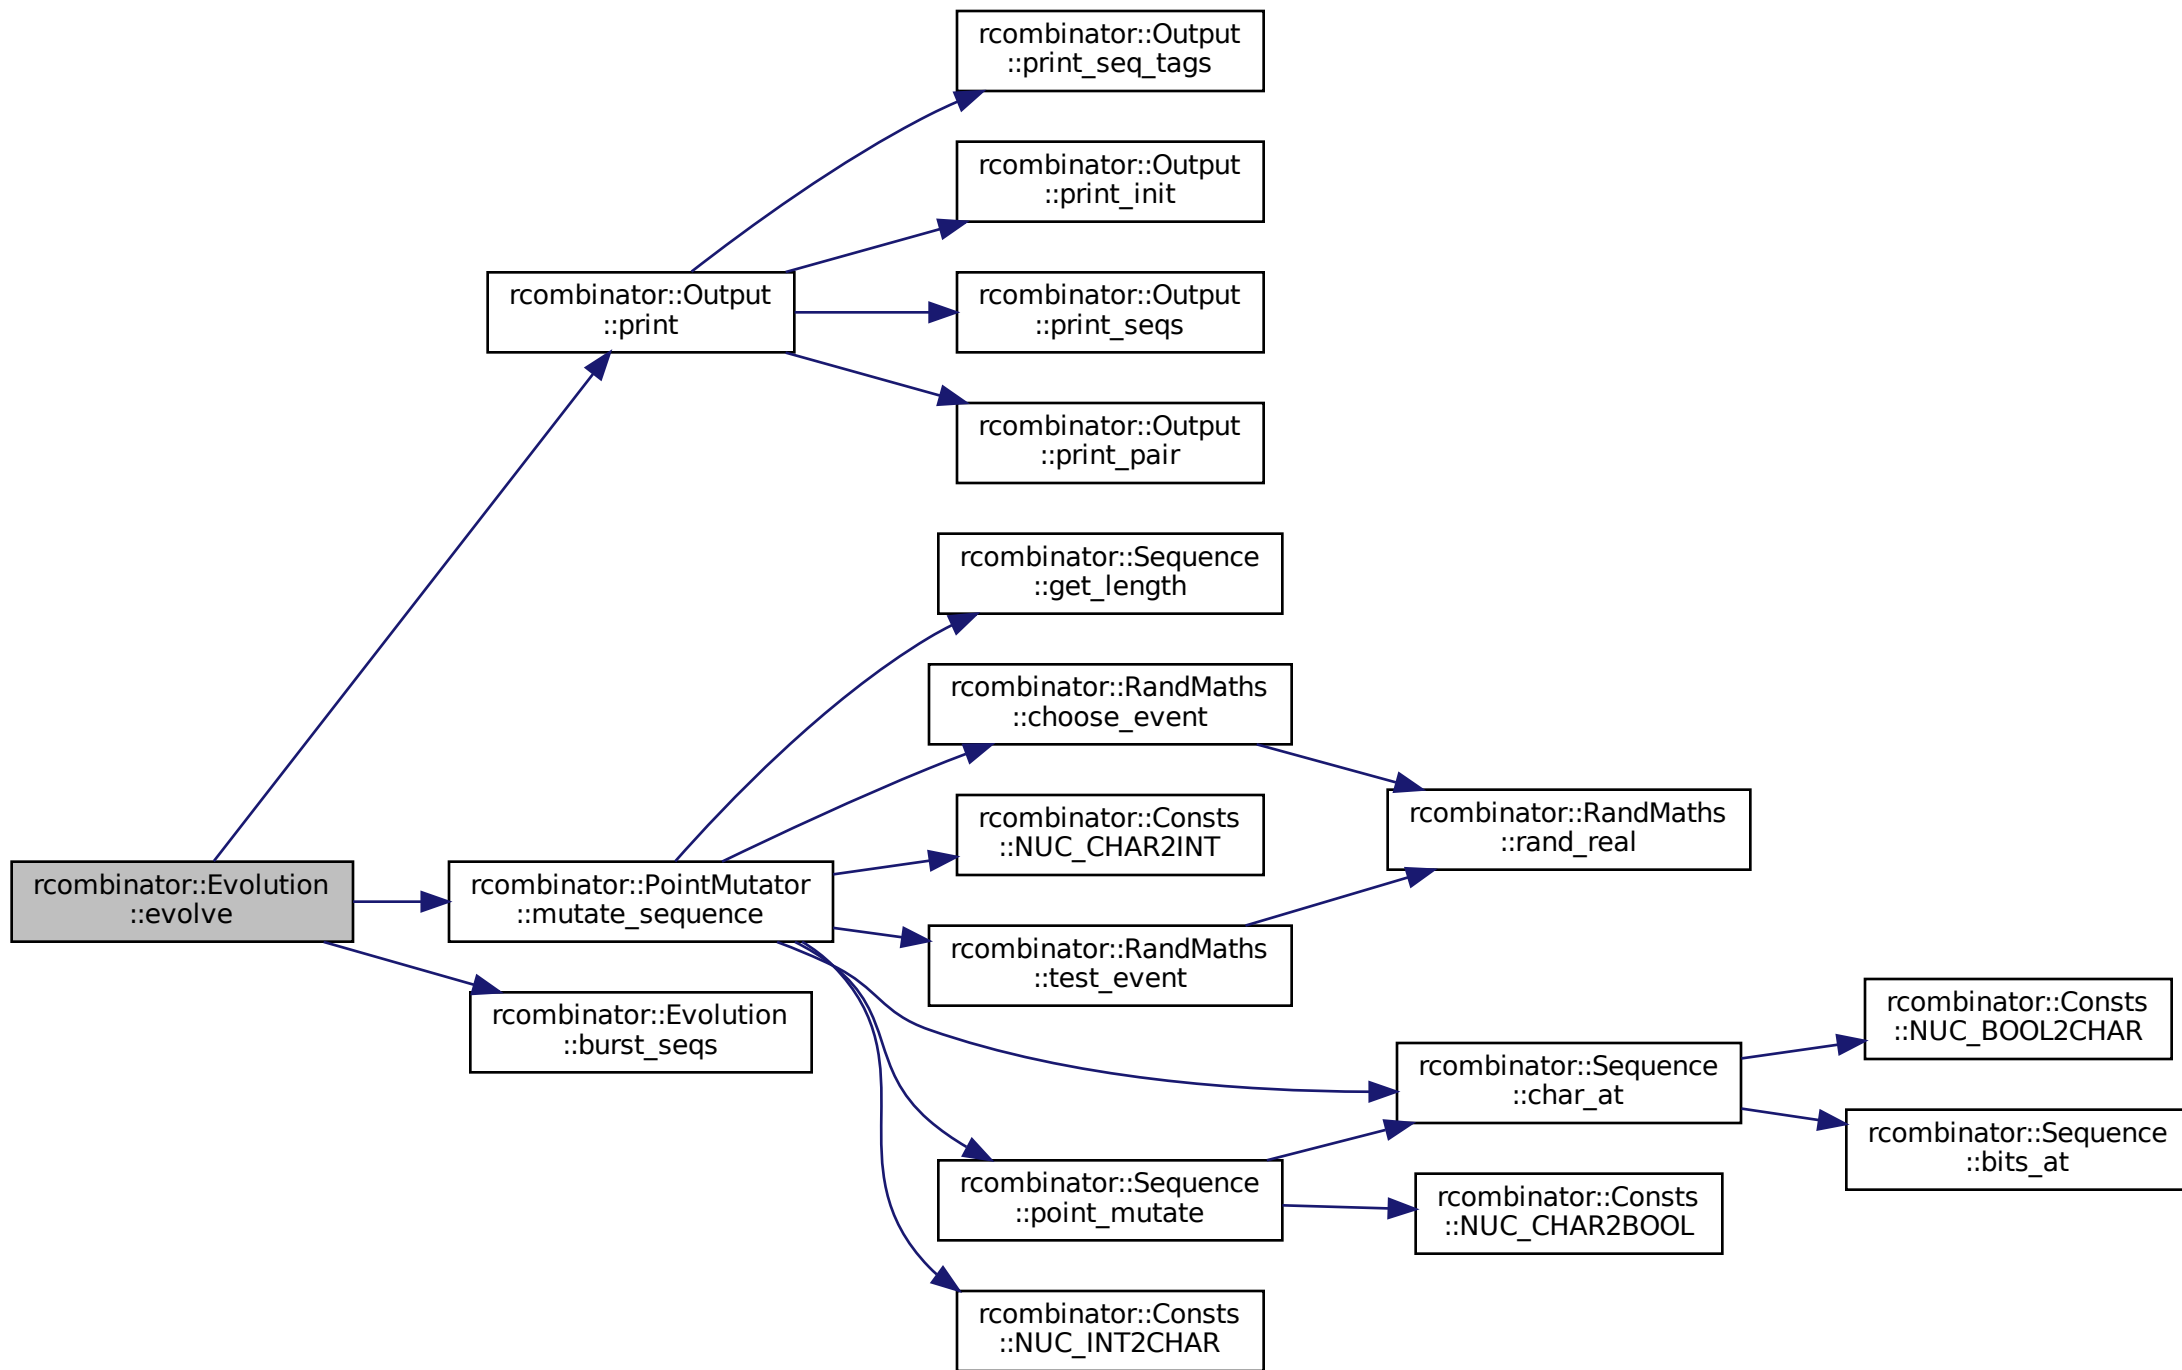 rcombinator::Output
::print_seq_tags
rcombinator::Output
::print_init
rcombinator::Output
::print
rcombinator::Output
::print_seqs
rcombinator::Output
::print_pair
rcombinator::Sequence
::get_length
rcombinator::RandMaths
::choose_event
rcombinator::Consts
::NUC_CHAR2INT
rcombinator::RandMaths
::rand_real
rcombinator::Evolution
::evolve
rcombinator::PointMutator
::mutate_sequence
rcombinator::RandMaths
::test_event
rcombinator::Evolution
::burst_seqs
rcombinator::Consts
::NUC_BOOL2CHAR
rcombinator::Sequence
::char_at
rcombinator::Sequence
::bits_at
rcombinator::Sequence
::point_mutate
rcombinator::Consts
::NUC_CHAR2BOOL
rcombinator::Consts
::NUC_INT2CHAR